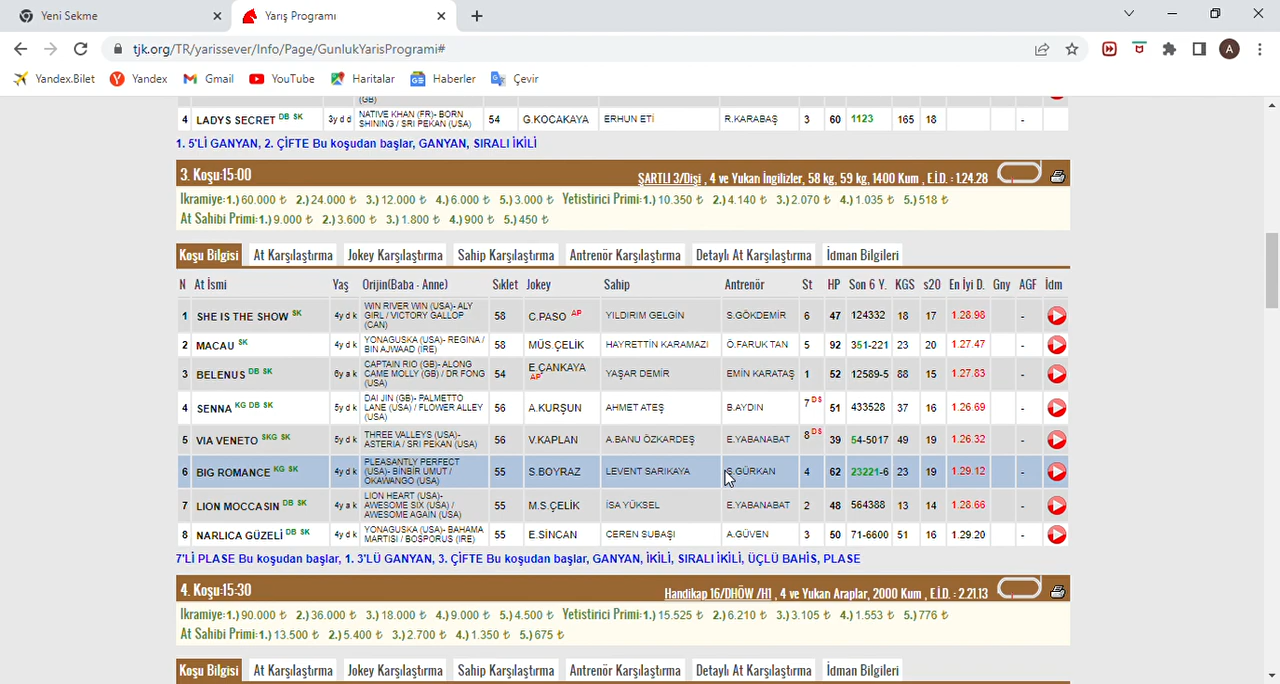 Yeni Sekme
Yarış Programı
tjk.org/TR/yarissever/Info/Page/GunlukYarisProgrami#
A
Yandex.Bilet Yandex Gmail YouTube Haritalar Haberler Çevir
(GB)
4 LADYS SECRET DB SK 3y d d NATIVE KHAN (FR)- BORN SHINING / SRI PEKAN (USA) 54 G.KOCAKAYA ERHUN ETİ R.KARABAŞ 3 60 1123 165 18 -
1. 5'Lİ GANYAN, 2. ÇİFTE Bu koşudan başlar, GANYAN, SIRALI İKİLİ
3. Koşu:15:00 ŞARTLI 3/Dişi , 4 ve Yukarı İngilizler, 58 kg, 59 kg, 1400 Kum , E.İ.D. : 1.24.28
İkramiye:1.) 60.000 ₺ 2.) 24.000 ₺ 3.) 12.000 ₺ 4.) 6.000 ₺ 5.) 3.000 ₺ Yetistirici Primi:1.) 10.350 ₺ 2.) 4.140 ₺ 3.) 2.070 ₺ 4.) 1.035 ₺ 5.) 518 ₺
At Sahibi Primi:1.) 9.000 ₺ 2.) 3.600 ₺ 3.) 1.800 ₺ 4.) 900 ₺ 5.) 450 ₺
Koşu Bilgisi At Karşılaştırma Jokey Karşılaştırma Sahip Karşılaştırma Antrenör Karşılaştırma Detaylı At Karşılaştırma İdman Bilgileri
N At İsmi Yaş Orijin(Baba - Anne) Sıklet Jokey Sahip Antrenör St HP Son 6 Y. KGS s20 En İyi D. Gny AGF İdm
1 SHE IS THE SHOW SK 4y d k WIN RIVER WIN (USA)- ALY GIRL / VICTORY GALLOP (CAN) 58 C.PASO AP YILDIRIM GELGİN S.GÖKDEMİR 6 47 124332 18 17 1.28.98 -
2 MACAU SK 4y d k YONAGUSKA (USA)- REGINA / BIN AJWAAD (IRE) 58 MÜS.ÇELİK HAYRETTİN KARAMAZI Ö.FARUK TAN 5 92 351-221 23 20 1.27.47 -
3 BELENUS DB SK 6y a k CAPTAIN RIO (GB)- ALONG CAME MOLLY (GB) / DR FONG (USA) 54 E.ÇANKAYA AP YAŞAR DEMİR EMİN KARATAŞ 1 52 12589-5 88 15 1.27.83 -
4 SENNA KG DB SK 5y d k DAI JIN (GB)- PALMETTO LANE (USA) / FLOWER ALLEY (USA) 56 A.KURŞUN AHMET ATEŞ B.AYDIN 7 DS 51 433528 37 16 1.26.69 -
5 VIA VENETO SKG SK 5y d k THREE VALLEYS (USA)- ASTERIA / SRI PEKAN (USA) 56 V.KAPLAN A.BANU ÖZKARDEŞ E.YABANABAT 8 DS 39 54-5017 49 19 1.26.32 -
6 BIG ROMANCE KG SK 4y d k PLEASANTLY PERFECT (USA)- BİNBİR UMUT / OKAWANGO (USA) 55 S.BOYRAZ LEVENT SARIKAYA S.GÜRKAN 4 62 23221-6 23 19 1.29.12 -
7 LION MOCCASIN DB SK 4y a k LION HEART (USA)- AWESOME SIX (USA) / AWESOME AGAIN (USA) 55 M.S.ÇELİK İSA YÜKSEL E.YABANABAT 2 48 564388 13 14 1.28.66 -
8 NARLICA GÜZELİ DB SK 4y d k YONAGUSKA (USA)- BAHAMA MARTISI / BOSPORUS (IRE) 55 E.SİNCAN CEREN SUBAŞI A.GÜVEN 3 50 71-6600 51 16 1.29.20 -
7'Lİ PLASE Bu koşudan başlar, 1. 3'LÜ GANYAN, 3. ÇİFTE Bu koşudan başlar, GANYAN, İKİLİ, SIRALI İKİLİ, ÜÇLÜ BAHİS, PLASE
4. Koşu:15:30 Handikap 16/DHÖW /H1 , 4 ve Yukarı Araplar, 2000 Kum , E.İ.D. : 2.21.13
İkramiye:1.) 90.000 ₺ 2.) 36.000 ₺ 3.) 18.000 ₺ 4.) 9.000 ₺ 5.) 4.500 ₺ Yetistirici Primi:1.) 15.525 ₺ 2.) 6.210 ₺ 3.) 3.105 ₺ 4.) 1.553 ₺ 5.) 776 ₺
At Sahibi Primi:1.) 13.500 ₺ 2.) 5.400 ₺ 3.) 2.700 ₺ 4.) 1.350 ₺ 5.) 675 ₺
Koşu Bilgisi At Karşılaştırma Jokey Karşılaştırma Sahip Karşılaştırma Antrenör Karşılaştırma Detaylı At Karşılaştırma İdman Bilgileri